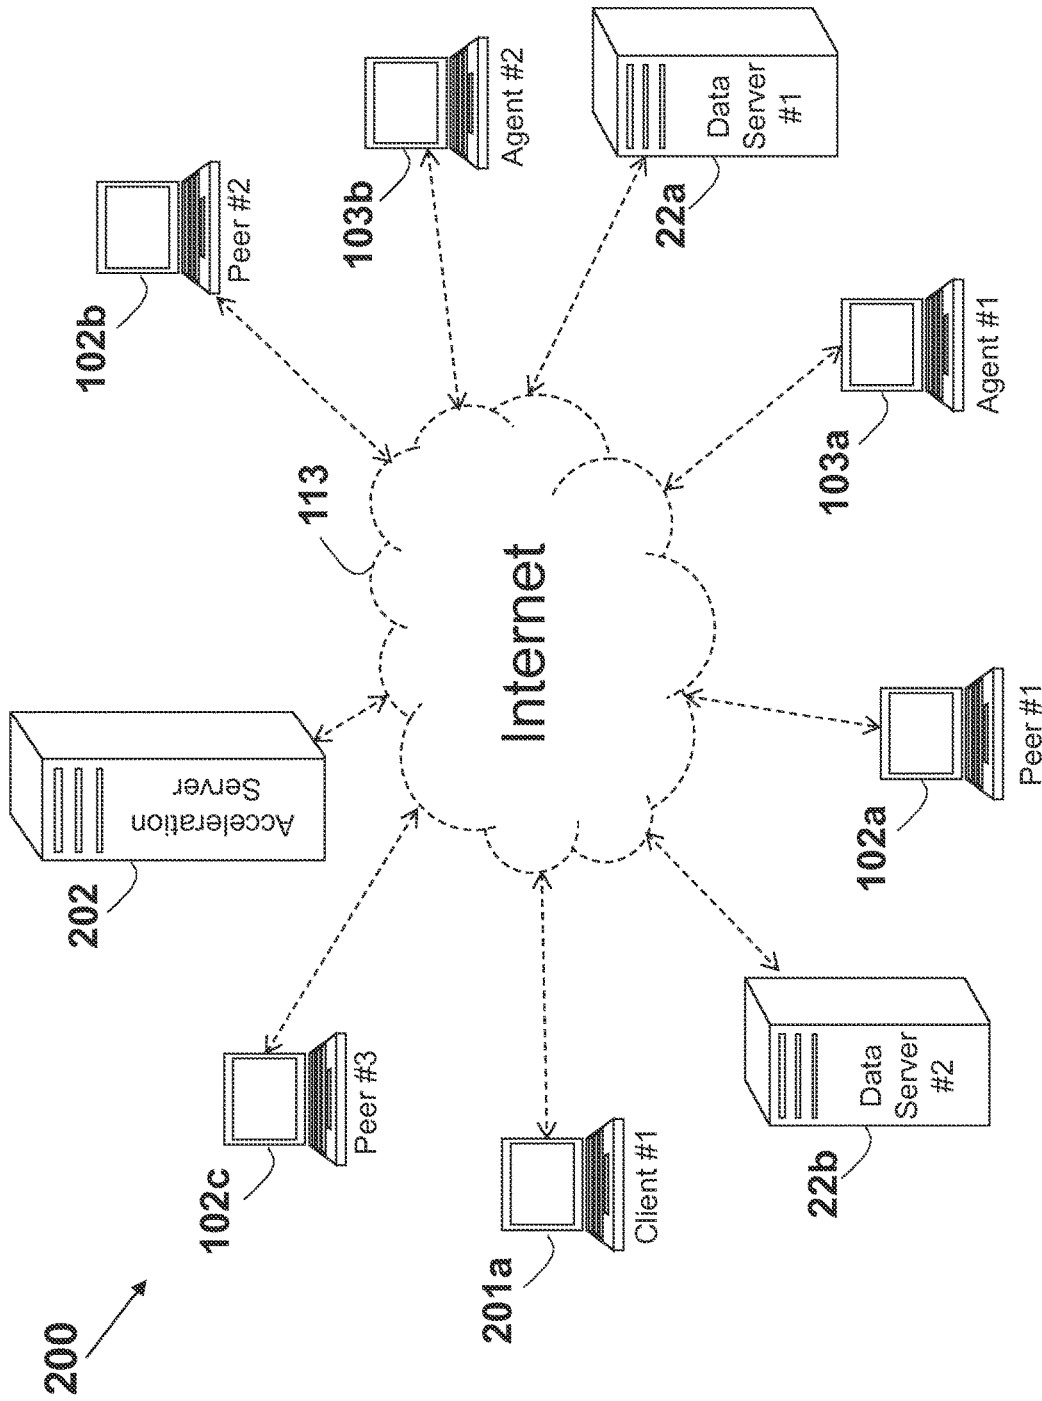 200
202
Acceleration
Server
102c
Peer #3
201a
Client #1
22b
Data
Server
#2
102a
Peer #1
103a
Agent #1
22a
Data
Server
#1
103b
Agent #2
102b
Peer #2
113
Internet